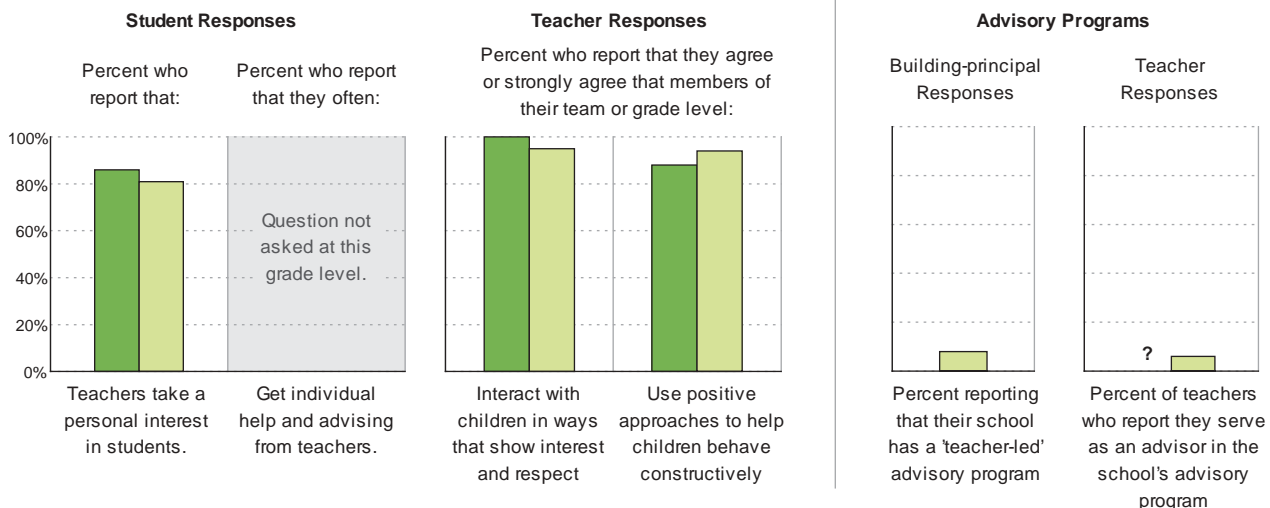 Student Responses
Percent who
report that:
Percent who report
that they often:
Teacher Responses
Percent who report that they agree
or strongly agree that members of
their team or grade level:
Advisory Programs
Building-principal
Responses
Teacher
Responses
100%
80%
60%
40%
20%
0%
Question not
asked at this
grade level.
?
Teachers take a
personal interest
in students.
Get individual
help and advising
from teachers.
Interact with
children in ways
that show interest
and respect
Use positive
approaches to help
children behave
constructively
Percent reporting
that their school
has a 'teacher-led’
advisory program
Percent of teachers
who report they serve
as an advisor in the
school’s advisory
program